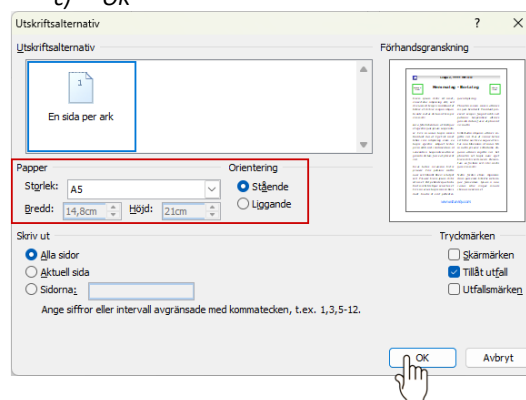 t) Ok
Utskriftsalternativ ? X
Utskriftsalternativ
Förhandsgranskning
1
En sida per ark
Papper
Storlek: A5
Bredd: 14,8cm Höjd: 21cm
Orientering
Stående
Liggande
Skriv ut
Alla sidor
Aktuell sida
Sidorna:
Ange siffror eller intervall avgränsade med kommatecken, t.ex. 1,3,5-12.
Tryckmärken
Skärmärken
Tillåt utfall
Utfallsmärken
OK Avbryt